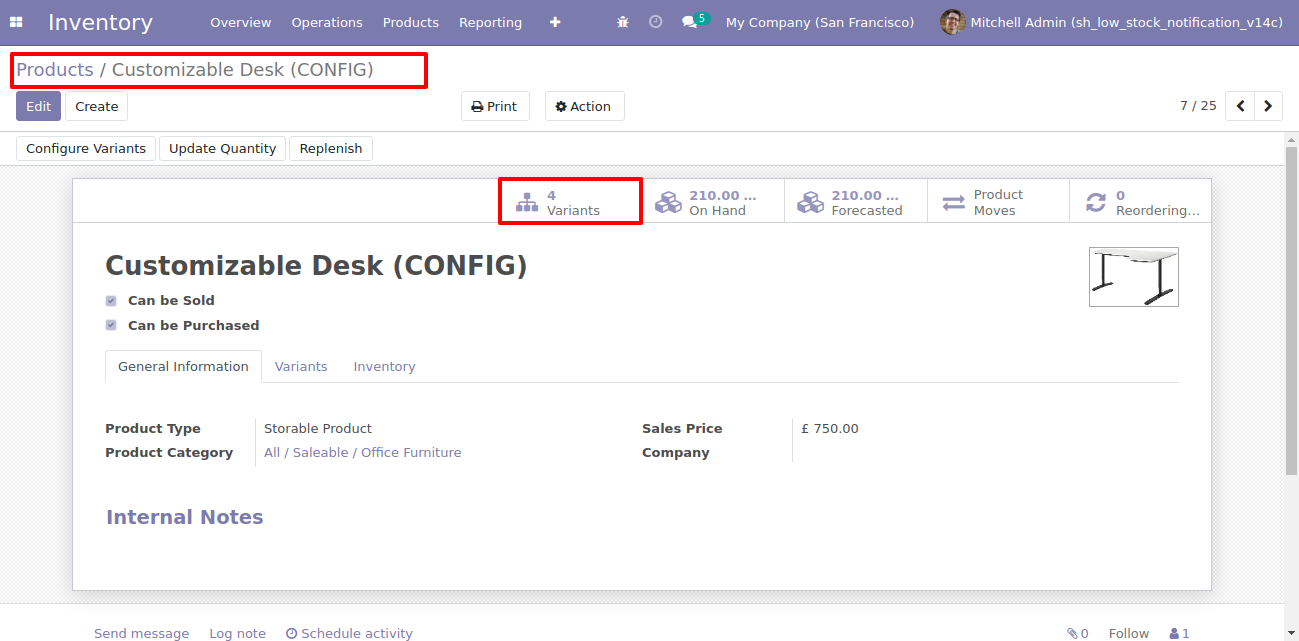 Inventory Overview Operations Products Reporting 5 My Company (San Francisco) Mitchell Admin (sh_low_stock_notification_v14c)
Products / Customizable Desk (CONFIG)
Edit Create Print Action 7 / 25
Configure Variants Update Quantity Replenish
4 Variants
210.00 ... On Hand
210.00 ... Forecasted
Product Moves
0 Reordering...
Customizable Desk (CONFIG)
Can be Sold
Can be Purchased
General Information Variants Inventory
Product Type Storable Product Sales Price £ 750.00
Product Category All / Saleable / Office Furniture Company
Internal Notes
Send message Log note Schedule activity 0 Follow 1